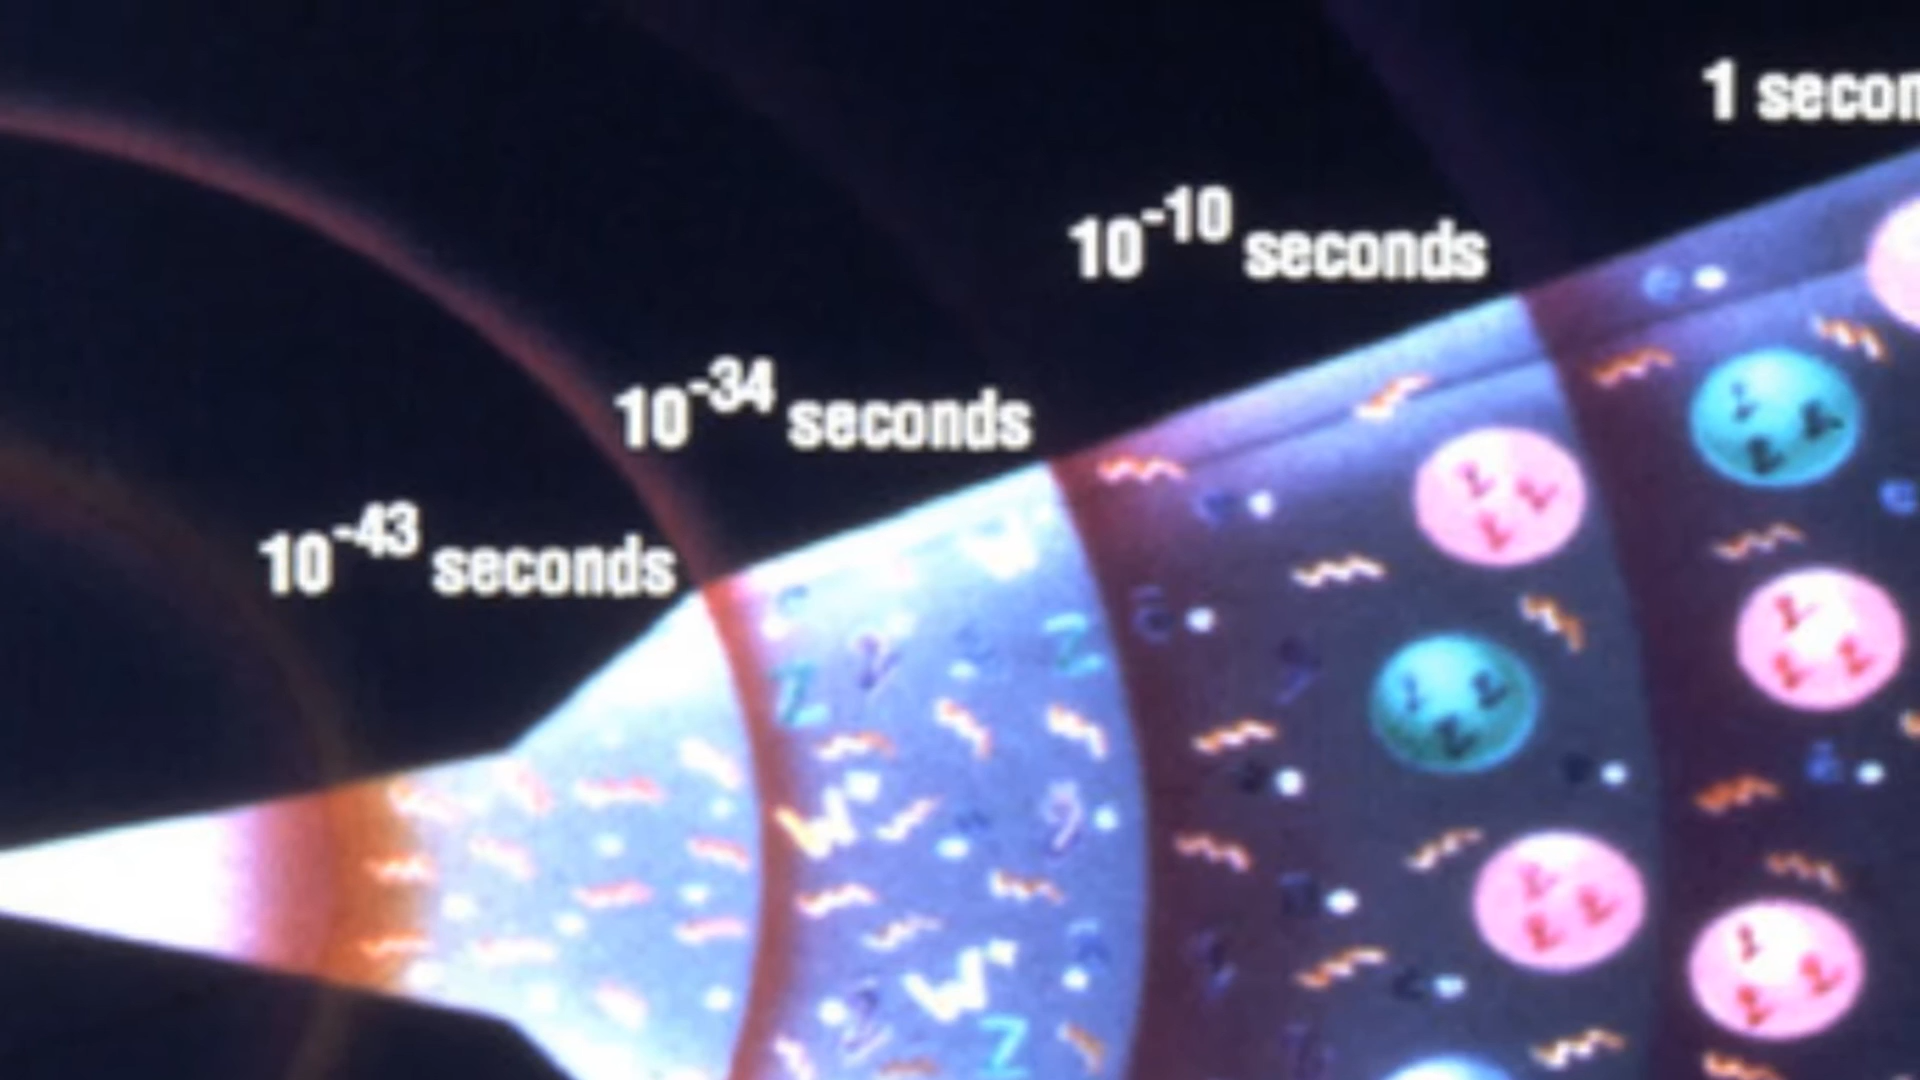 1 secon
10⁻¹⁰ seconds
10⁻³⁴ seconds
10⁻⁴³ seconds
W
Z
W
Z